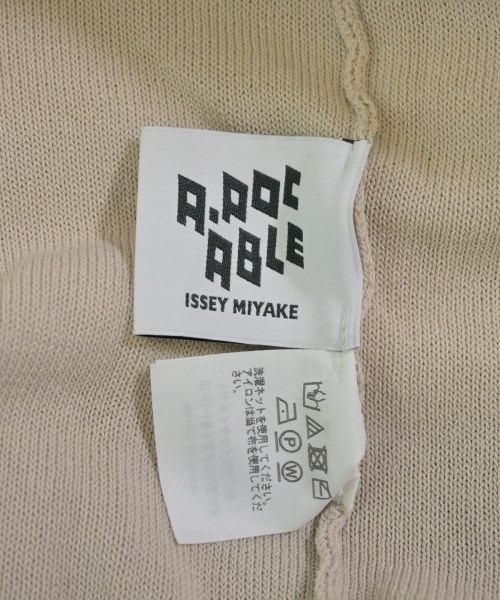 A-POC
ABLE
ISSEY MIYAKE
洗濯ネットを使用してください。
アイロンは当て布を使用してくだ
さい。
P W